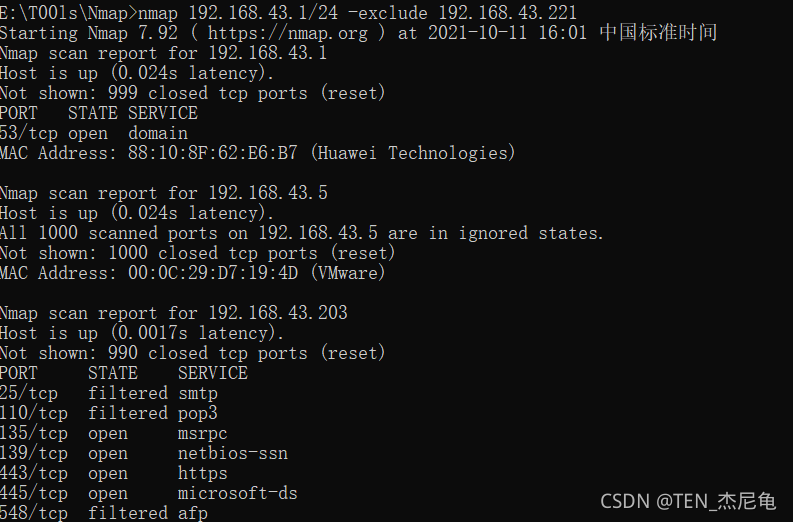 E:\T00ls\Nmap>nmap 192.168.43.1/24 -exclude 192.168.43.221
Starting Nmap 7.92 ( https://nmap.org ) at 2021-10-11 16:01 中国标准时间
Nmap scan report for 192.168.43.1
Host is up (0.024s latency).
Not shown: 999 closed tcp ports (reset)
PORT   STATE SERVICE
53/tcp open  domain
MAC Address: 88:10:8F:62:E6:B7 (Huawei Technologies)
Nmap scan report for 192.168.43.5
Host is up (0.024s latency).
All 1000 scanned ports on 192.168.43.5 are in ignored states.
Not shown: 1000 closed tcp ports (reset)
MAC Address: 00:0C:29:D7:19:4D (VMware)
Nmap scan report for 192.168.43.203
Host is up (0.0017s latency).
Not shown: 990 closed tcp ports (reset)
PORT     STATE    SERVICE
25/tcp   filtered smtp
110/tcp  filtered pop3
135/tcp  open     msrpc
139/tcp  open     netbios-ssn
443/tcp  open     https
445/tcp  open     microsoft-ds
548/tcp  filtered afp
CSDN @TEN_杰尼龟